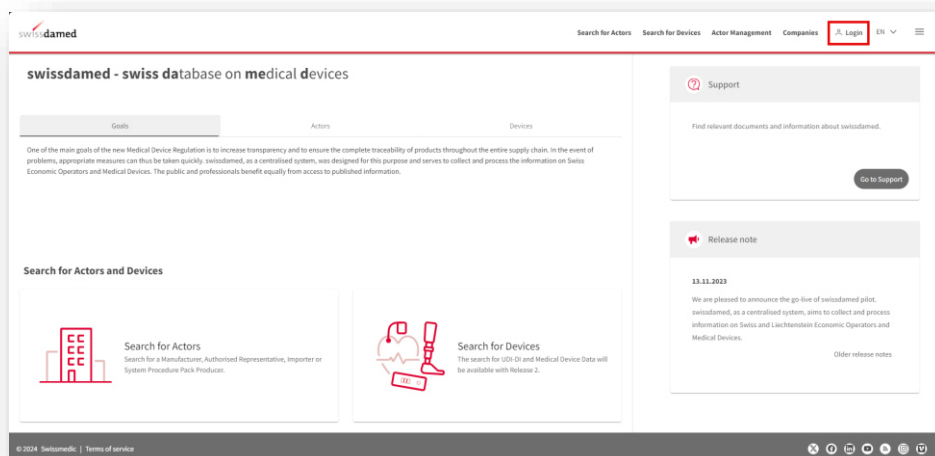 swissdamed
Search for Actors Search for Devices Actor Management Companies Login EN
swissdamed - swiss database on medical devices
Goals Actors Devices
One of the main goals of the new Medical Device Regulation is to increase transparency and to ensure the complete traceability of products throughout the entire supply chain. In the event of
problems, appropriate measures can thus be taken quickly. swissdamed, as a centralised system, was designed for this purpose and serves to collect and process the information on Swiss
Economic Operators and Medical Devices. The public and professionals benefit equally from access to published information.
Search for Actors and Devices
Search for Actors
Search for a Manufacturer, Authorised Representative, Importer or
System Procedure Pack Producer.
Search for Devices
The search for UDI-DI and Medical Device Data will
be available with Release 2.
Support
Find relevant documents and information about swissdamed.
Go to Support
Release note
13.11.2023
We are pleased to announce the go-live of swissdamed pilot.
swissdamed, as a centralised system, aims to collect and process
information on Swiss and Liechtenstein Economic Operators and
Medical Devices.
Older release notes
© 2024 Swissmedic | Terms of service